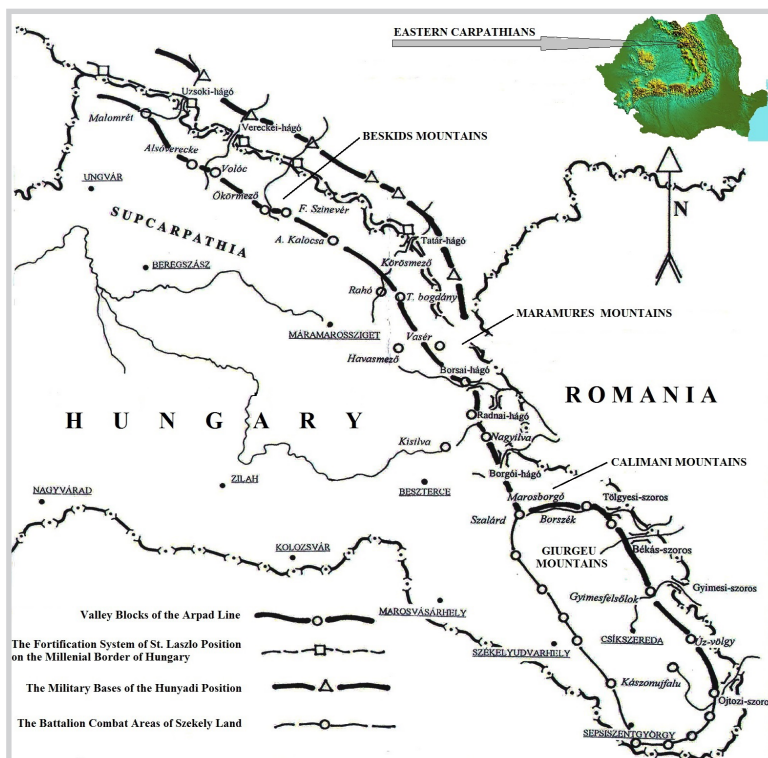 EASTERN CARPATHIANS
Uzsoki-hágó
Malomrét
Vereckei-hágó
BESKIDS MOUNTAINS
Alsóverecke
Volóc
UNGVÁR
Ökörmező
F. Szinevér
N
SUPCARPATHIA
A. Kalocsa
Tatár-hágó
BEREGSZÁSZ
Körösmező
Rahó
T. bogdány
MARAMURES MOUNTAINS
MÁRAMAROSSZIGET
Vasér
Havasmező
Borsai-hágó
ROMANIA
HUNGARY
Radnai-hágó
Kisilva
Nagyilva
CALIMANI MOUNTAINS
Borgói-hágó
ZILAH
BESZTERCE
NAGYVÁRAD
Marosborgó
Tölgyesi-szoros
Szalárd
Borszék
GIURGEU
MOUNTAINS
Békás-szoros
KOLOZSVÁR
Gyimesi-szoros
Gyimesfelsőlok
Valley Blocks of the Arpad Line
MAROSVÁSÁRHELY
CSÍKSZEREDA
Úz-völgy
The Fortification System of St. Laszlo Position
on the Millenial Border of Hungary
SZÉKELYUDVARHELY
The Military Bases of the Hunyadi Position
Kászonujfalu
Ojtozi-szoro
The Battalion Combat Areas of Szekely Land
SEPSISZENTGYÖRGY